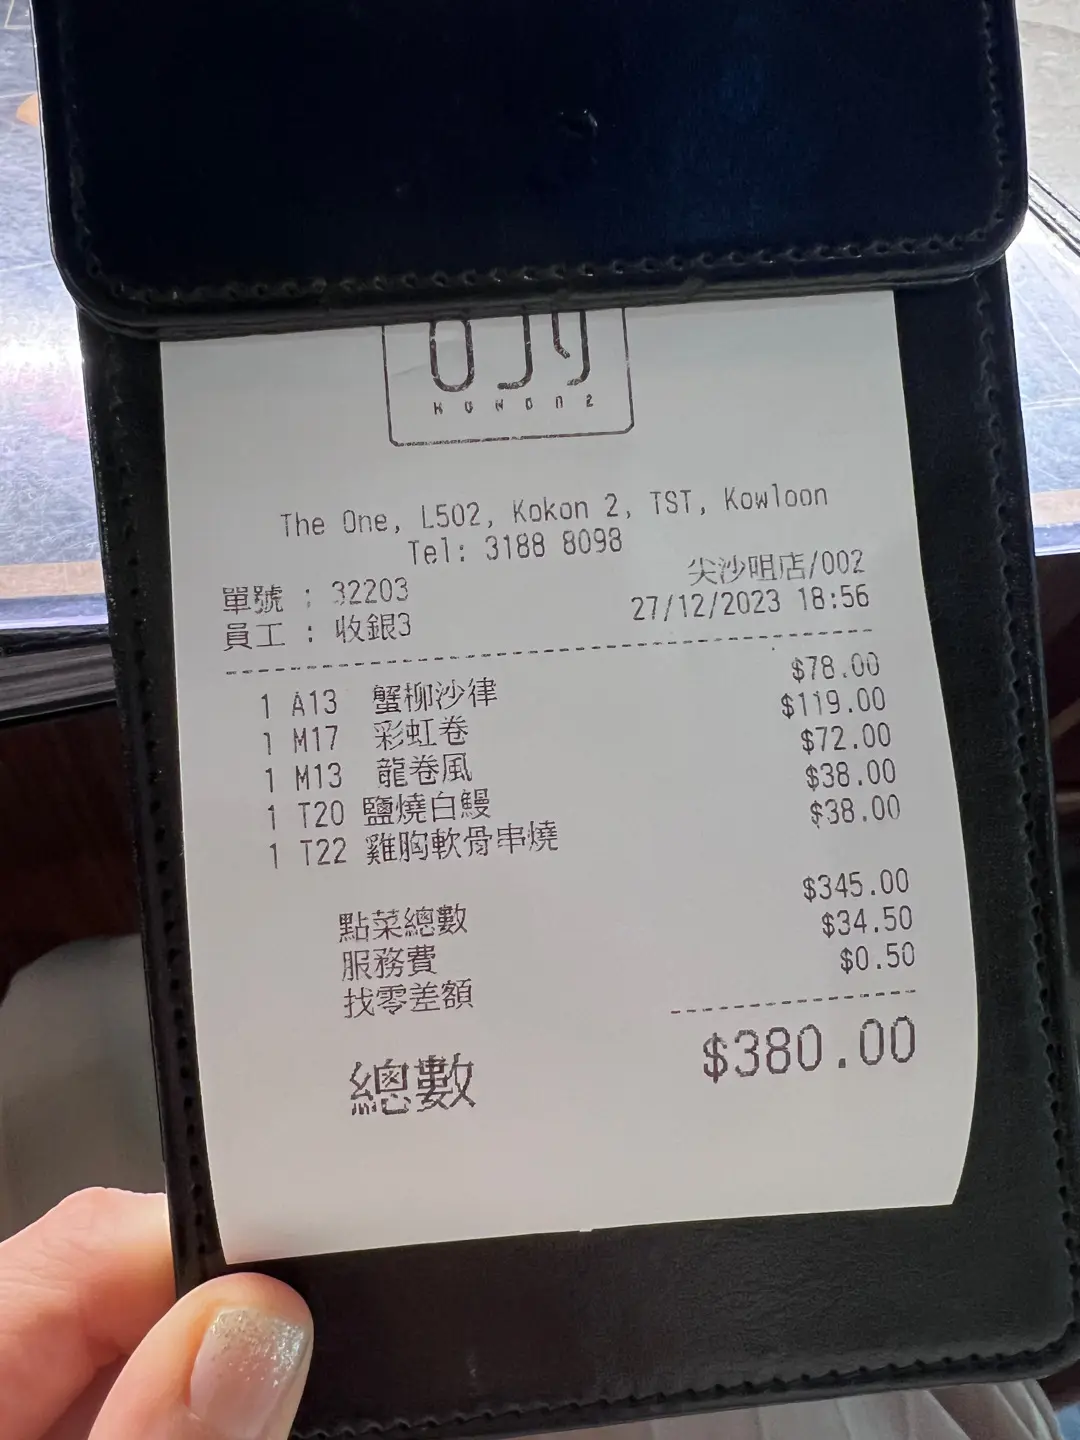 KOKON2
The One, L502, Kokon 2, TST, Kowloon
Tel: 3188 8098
尖沙咀店/002
單號 : 32203
27/12/2023 18:56
員工 : 收銀3
1 A13 蟹柳沙律 $78.00
1 M17 彩虹卷 $119.00
1 M13 龍卷風 $72.00
1 T20 鹽燒白鰻 $38.00
1 T22 雞胸軟骨串燒 $38.00
點菜總數 $345.00
服務費 $34.50
找零差額 $0.50
總數 $380.00